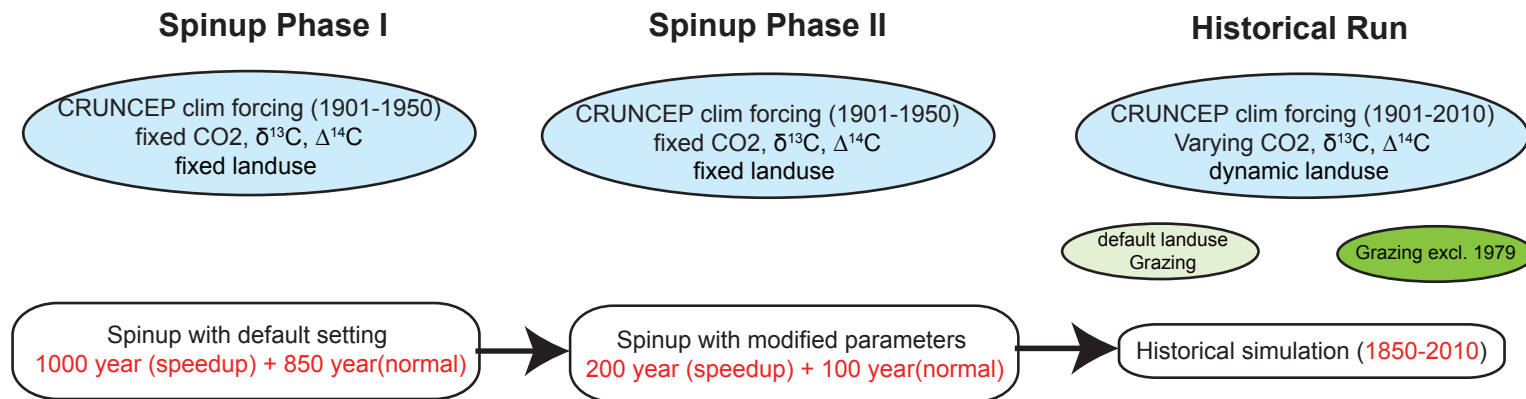 Spinup Phase I
CRUNCEP clim forcing (1901-1950)
fixed CO2, δ¹³C, Δ¹⁴C
fixed landuse
Spinup with default setting
1000 year (speedup) + 850 year(normal)
Spinup Phase II
CRUNCEP clim forcing (1901-1950)
fixed CO2, δ¹³C, Δ¹⁴C
fixed landuse
Spinup with modified parameters
200 year (speedup) + 100 year(normal)
Historical Run
CRUNCEP clim forcing (1901-2010)
Varying CO2, δ¹³C, Δ¹⁴C
dynamic landuse
default landuse
Grazing
Grazing excl. 1979
Historical simulation (1850-2010)